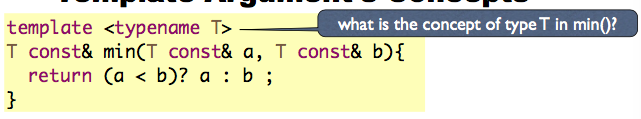 Template Argument's Concepts
template <typename T>
what is the concept of type T in min()?
T const& min(T const& a, T const& b){
return (a < b)? a : b ;
}